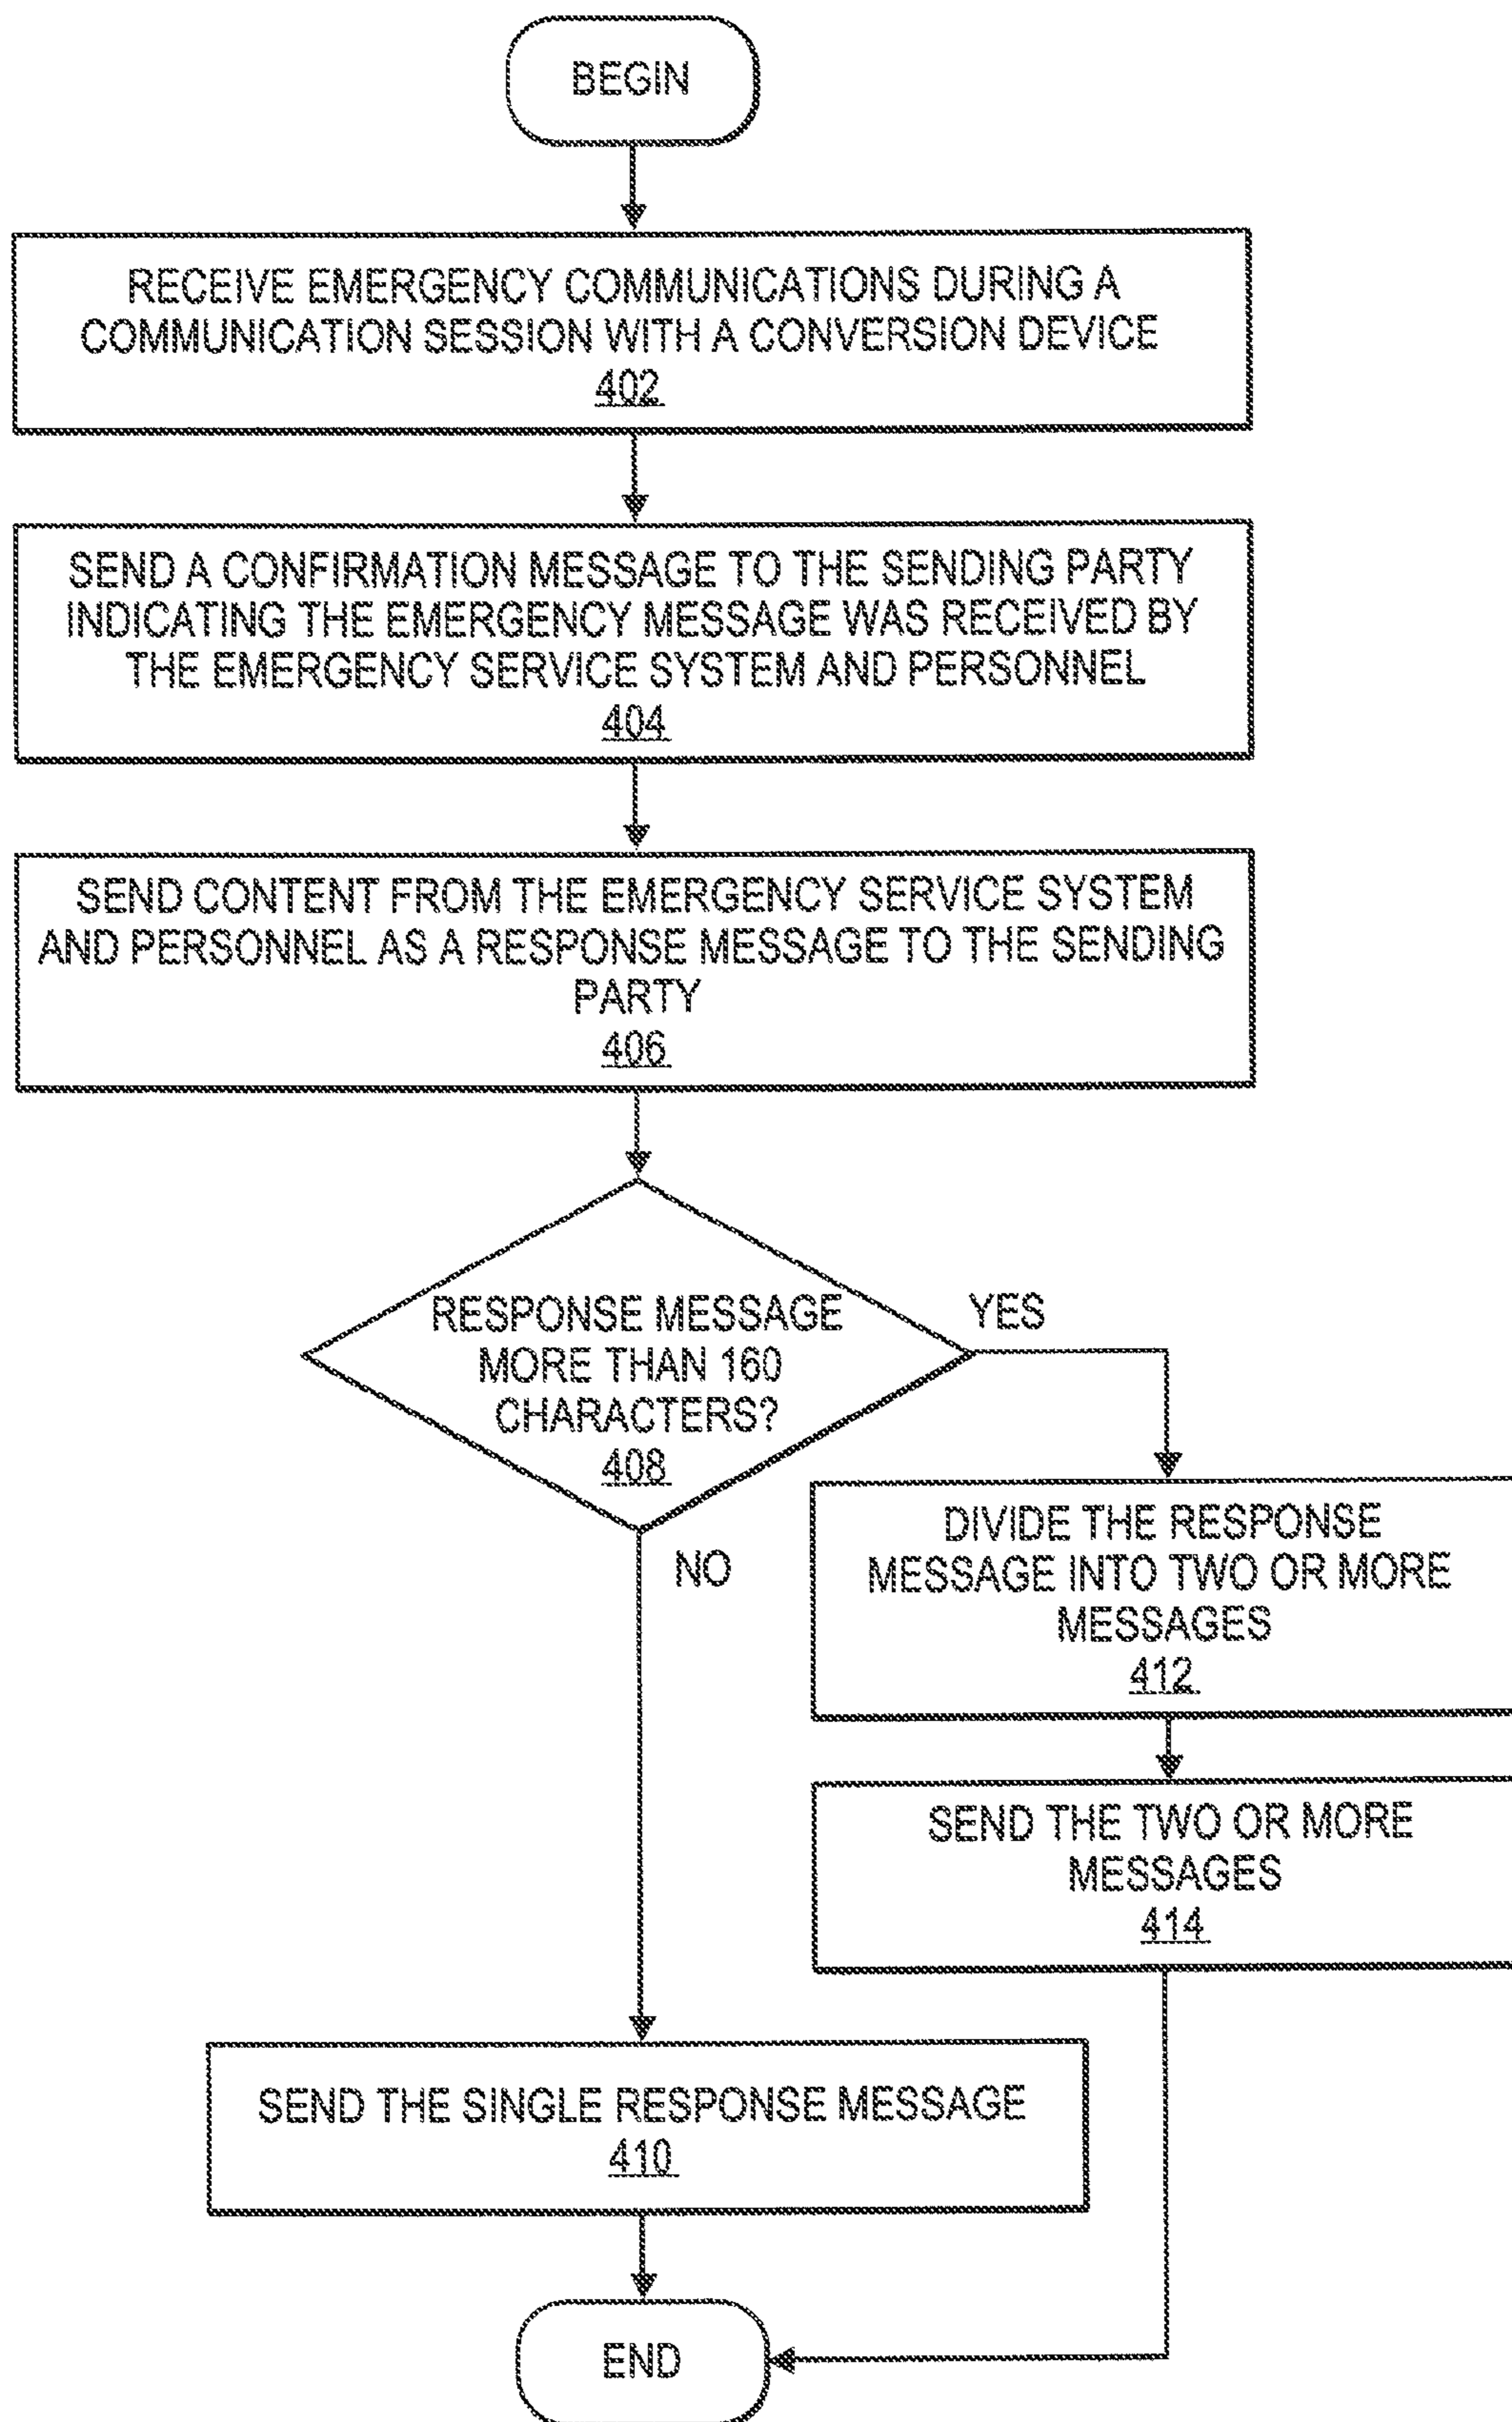 BEGIN
RECEIVE EMERGENCY COMMUNICATIONS DURING A
COMMUNICATION SESSION WITH A CONVERSION DEVICE
402
SEND A CONFIRMATION MESSAGE TO THE SENDING PARTY
INDICATING THE EMERGENCY MESSAGE WAS RECEIVED BY
THE EMERGENCY SERVICE SYSTEM AND PERSONNEL
404
SEND CONTENT FROM THE EMERGENCY SERVICE SYSTEM
AND PERSONNEL AS A RESPONSE MESSAGE TO THE SENDING
PARTY
406
RESPONSE MESSAGE
MORE THAN 160
CHARACTERS?
408
YES
NO
DIVIDE THE RESPONSE
MESSAGE INTO TWO OR MORE
MESSAGES
412
SEND THE TWO OR MORE
MESSAGES
414
SEND THE SINGLE RESPONSE MESSAGE
410
END